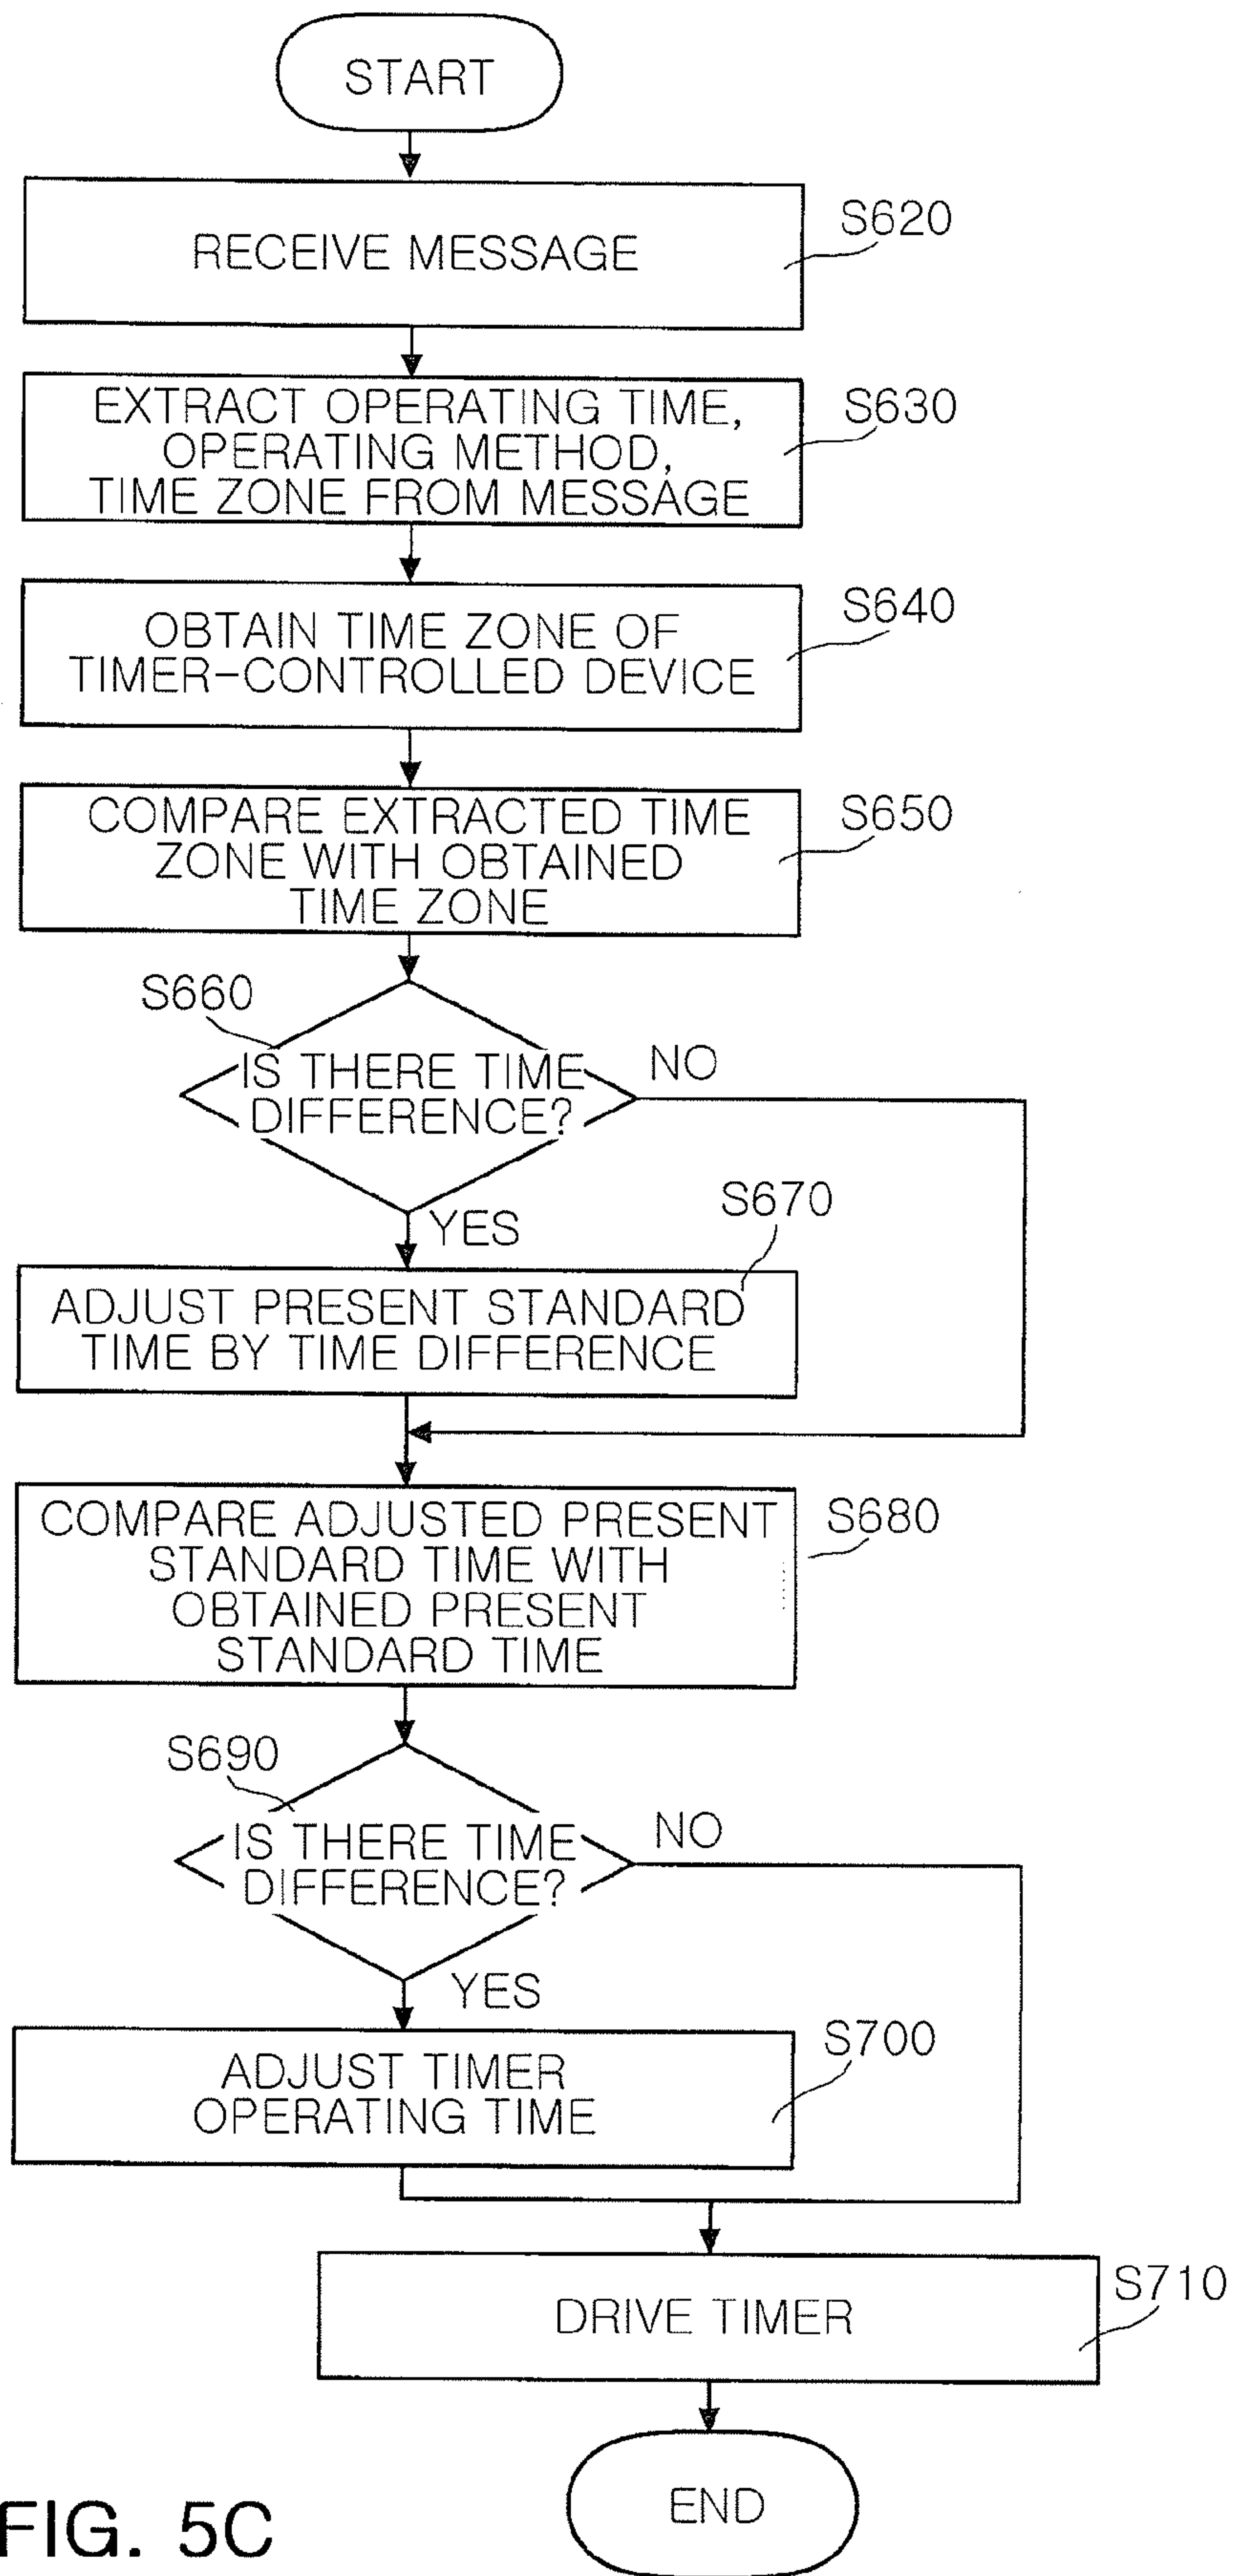 START
RECEIVE MESSAGE
S620
EXTRACT OPERATING TIME,
OPERATING METHOD,
TIME ZONE FROM MESSAGE
S630
OBTAIN TIME ZONE OF
TIMER-CONTROLLED DEVICE
S640
COMPARE EXTRACTED TIME
ZONE WITH OBTAINED
TIME ZONE
S650
S660
IS THERE TIME
DIFFERENCE?
NO
YES
S670
ADJUST PRESENT STANDARD
TIME BY TIME DIFFERENCE
COMPARE ADJUSTED PRESENT
STANDARD TIME WITH
OBTAINED PRESENT
STANDARD TIME
S680
S690
IS THERE TIME
DIFFERENCE?
NO
YES
ADJUST TIMER
OPERATING TIME
S700
DRIVE TIMER
S710
END
FIG. 5C